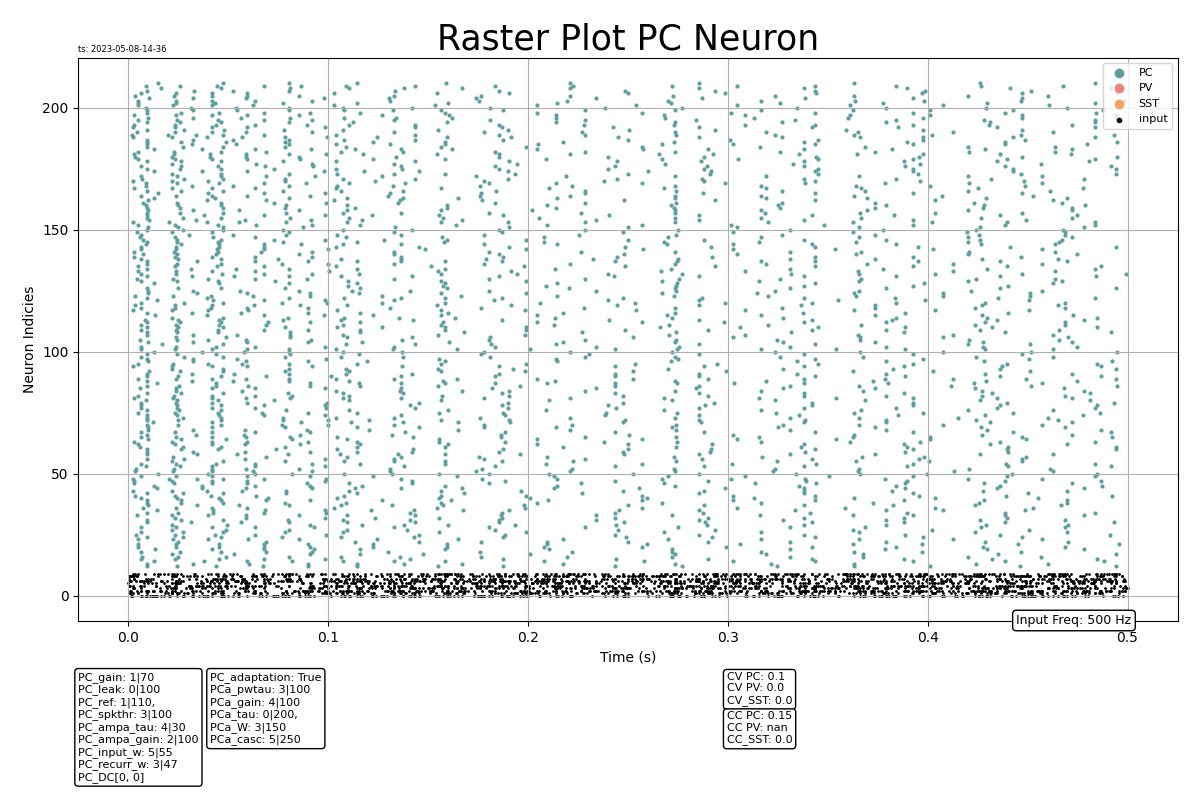 Raster Plot PC Neuron
ts: 2023-05-08-14-36
PC
PV
SST
input
200
150
100
50
0
Neuron Indicies
0.0
0.1
0.2
0.3
0.4
0.5
Input Freq: 500 Hz
Time (s)
PC_gain: 1|70
PC_leak: 0|100
PC_ref: 1|110,
PC_spkthr: 3|100
PC_ampa_tau: 4|30
PC_ampa_gain: 2|100
PC_input_w: 5|55
PC_recurr_w: 3|47
PC_DC[0, 0]
PC_adaptation: True
PCa_pwtau: 3|100
PCa_gain: 4|100
PCa_tau: 0|200,
PCa_W: 3|150
PCa_casc: 5|250
CV PC: 0.1
CV PV: 0.0
CV_SST: 0.0
CC PC: 0.15
CC PV: nan
CC_SST: 0.0